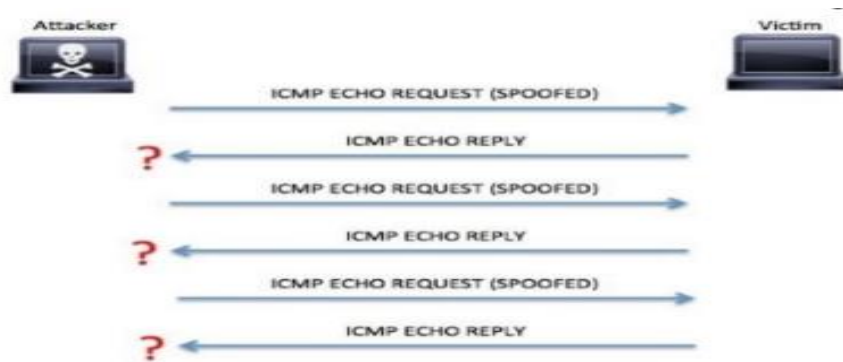 Attacker
Victim
ICMP ECHO REQUEST (SPOOFED)
? ICMP ECHO REPLY
ICMP ECHO REQUEST (SPOOFED)
? ICMP ECHO REPLY
ICMP ECHO REQUEST (SPOOFED)
? ICMP ECHO REPLY